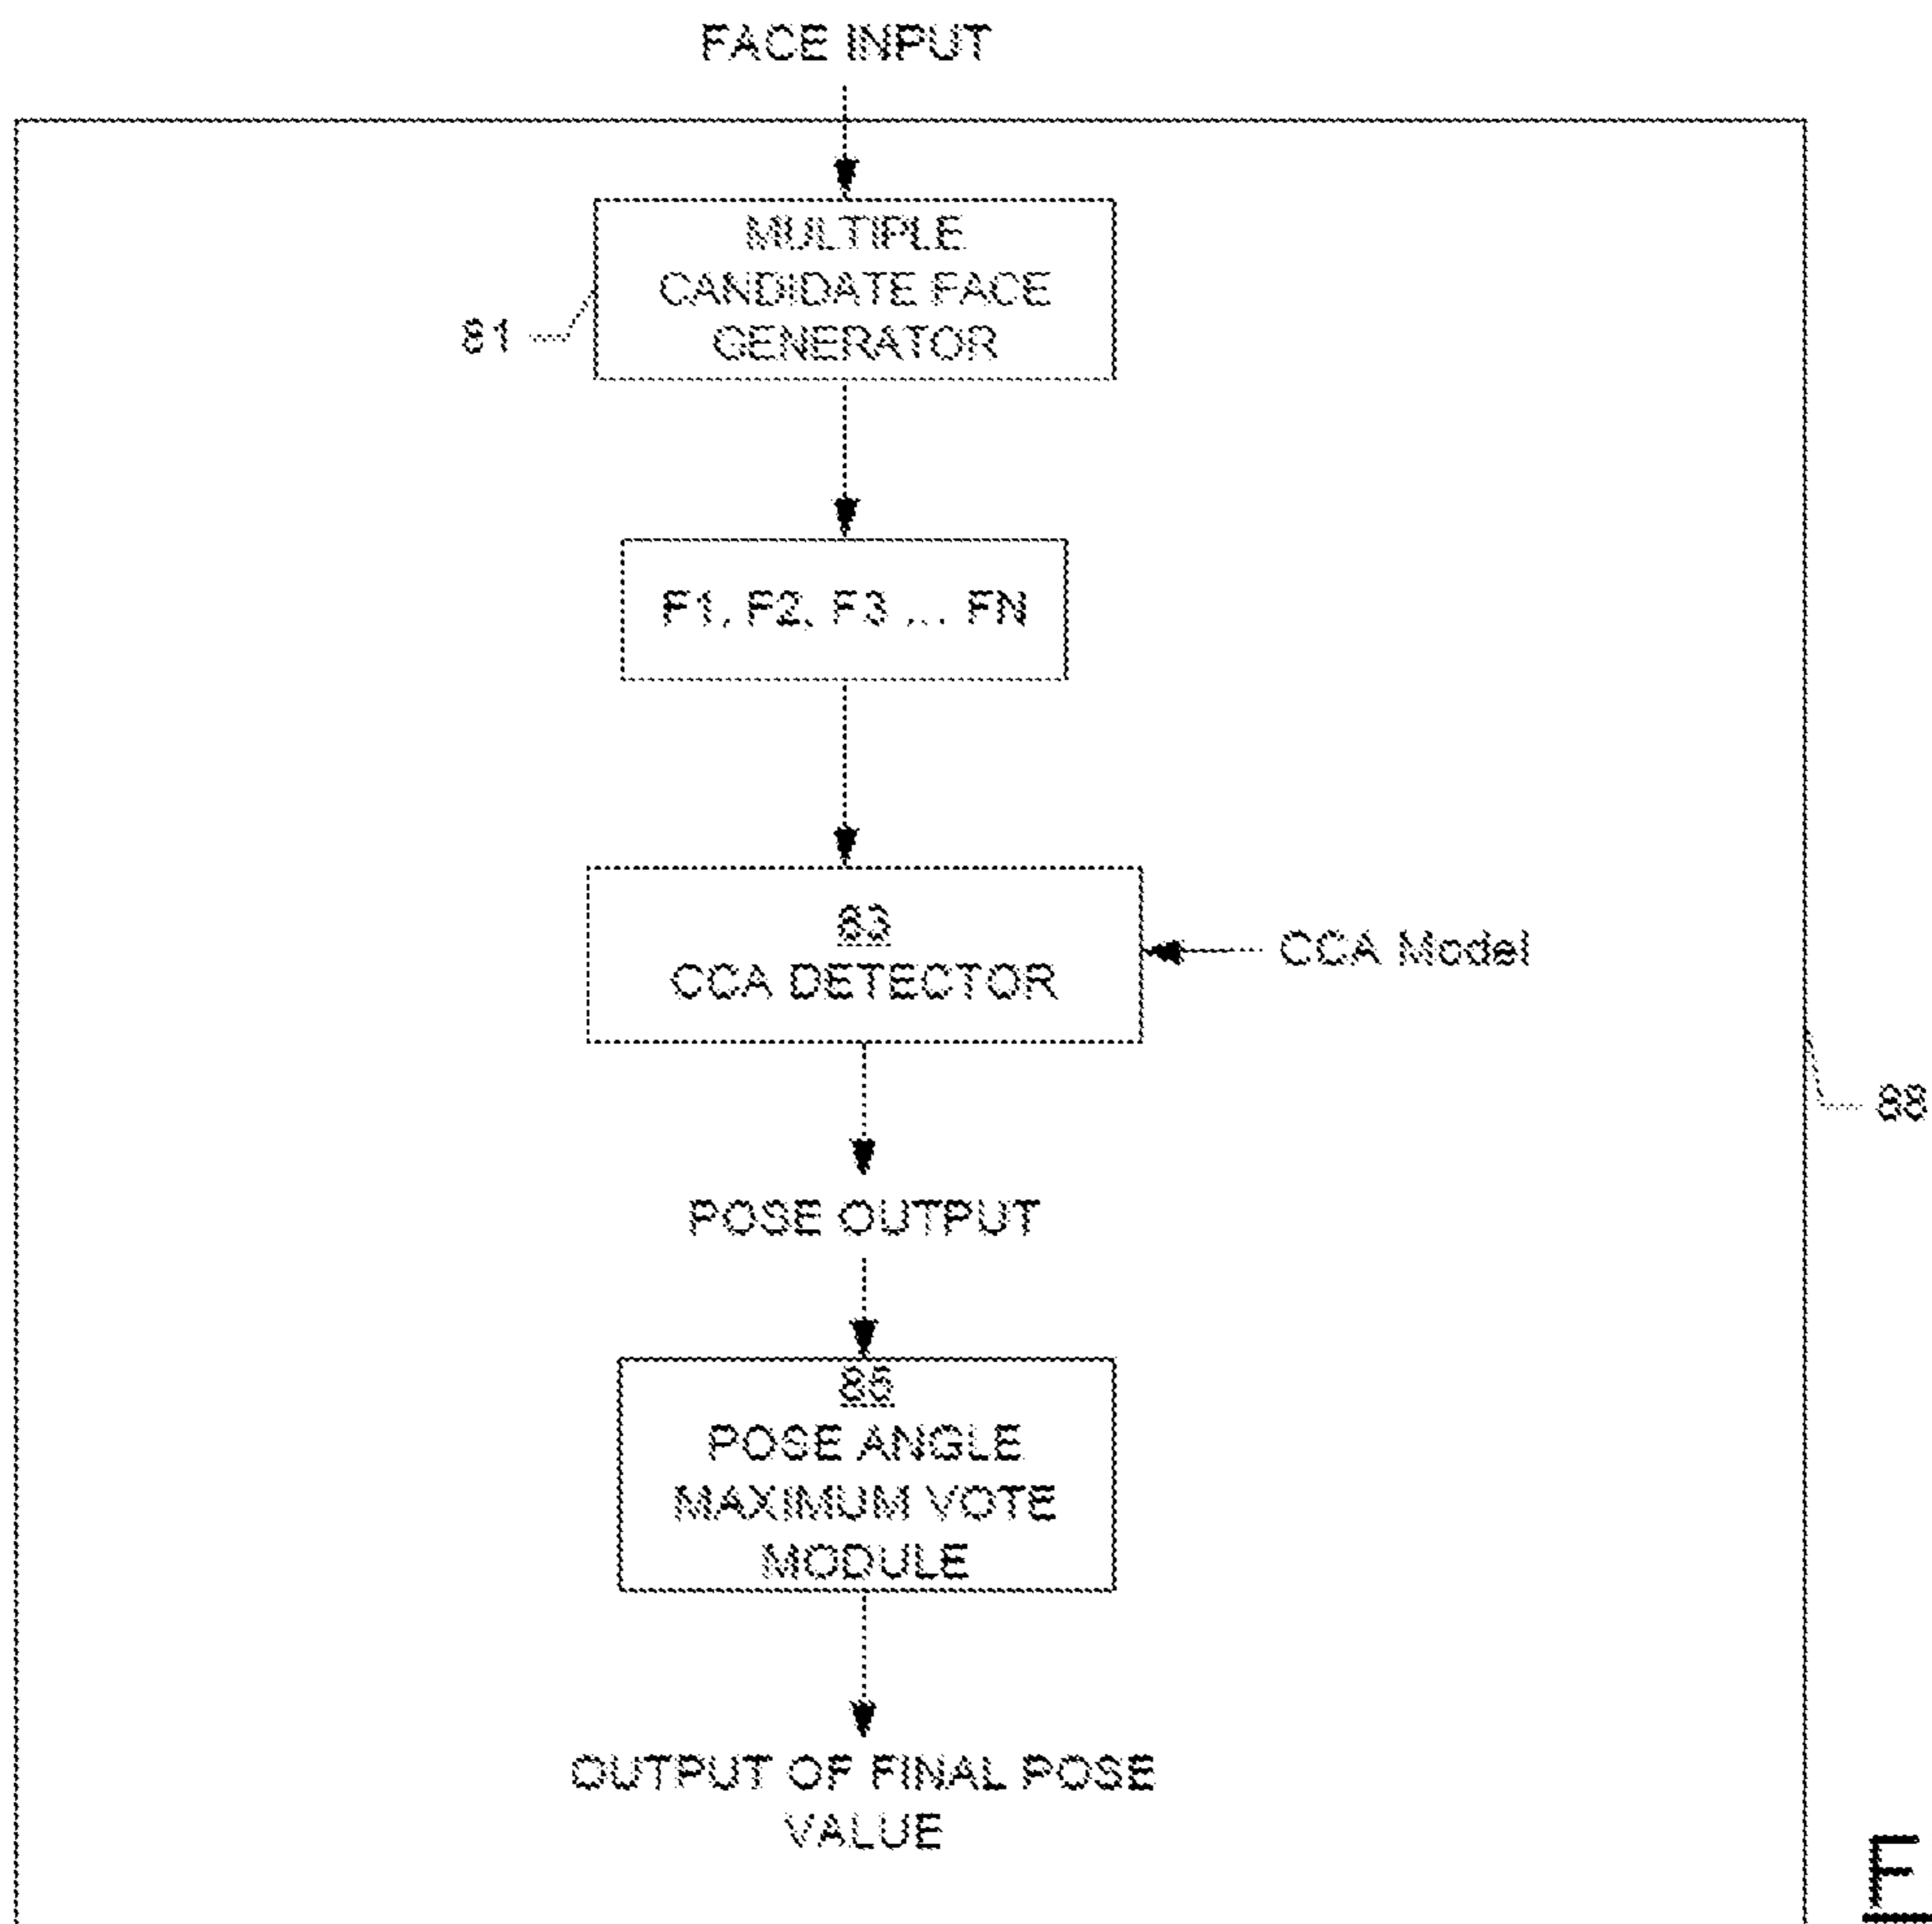 FACE INPUT
MULTIPLE
CANDIDATE FACE
GENERATOR
81
F1, F2, F3 ... FN
83
CCA DETECTOR
CCA Model
88
POSE OUTPUT
85
POSE ANGLE
MAXIMUM VOTE
MODULE
OUTPUT OF FINAL POSE
VALUE
F